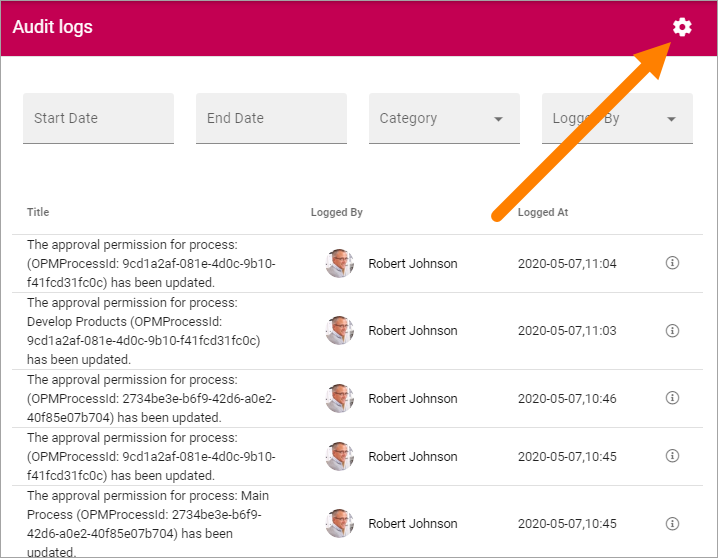 Audit logs
Start Date
End Date
Category
Logged By
Title
Logged By
Logged At
The approval permission for process:
(OPMProcessId: 9cd1a2af-081e-4d0c-9b10-
f41fcd31fc0c) has been updated.
Robert Johnson
2020-05-07,11:04
The approval permission for process:
Develop Products (OPMProcessId:
9cd1a2af-081e-4d0c-9b10-f41fcd31fc0c)
has been updated.
Robert Johnson
2020-05-07,11:03
The approval permission for process:
(OPMProcessId: 2734be3e-b6f9-42d6-a0e2-
40f85e07b704) has been updated.
Robert Johnson
2020-05-07,10:46
The approval permission for process:
(OPMProcessId: 9cd1a2af-081e-4d0c-9b10-
f41fcd31fc0c) has been updated.
Robert Johnson
2020-05-07,10:45
The approval permission for process: Main
Process (OPMProcessId: 2734be3e-b6f9-
42d6-a0e2-40f85e07b704) has been
updated.
Robert Johnson
2020-05-07,10:45